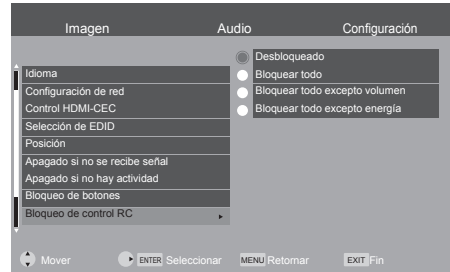 Imagen Audio Configuración
Desbloqueado
Bloquear todo
Bloquear todo excepto volumen
Bloquear todo excepto energía
Idioma
Configuración de red
Control HDMI-CEC
Selección de EDID
Posición
Apagado si no se recibe señal
Apagado si no hay actividad
Bloqueo de botones
Bloqueo de control RC
Mover ENTER Seleccionar MENU Retornar EXIT Fin